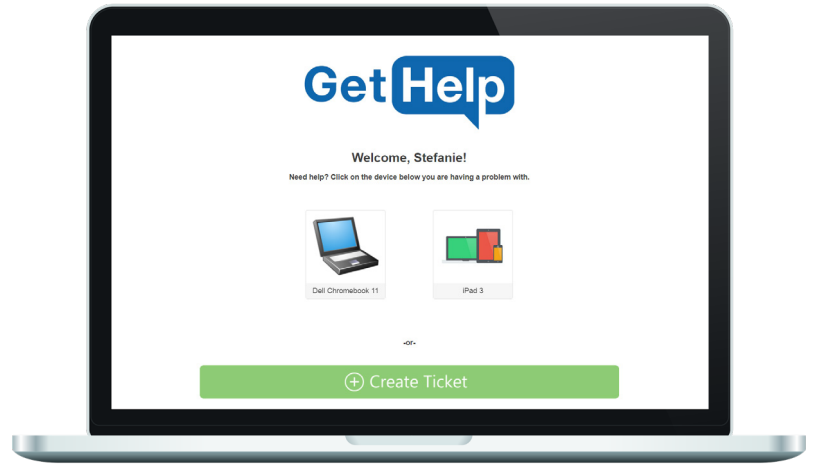 GetHelp
Welcome, Stefanie!
Need help? Click on the device below you are having a problem with.
Dell Chromebook 11
iPad 3
-or-
Create Ticket